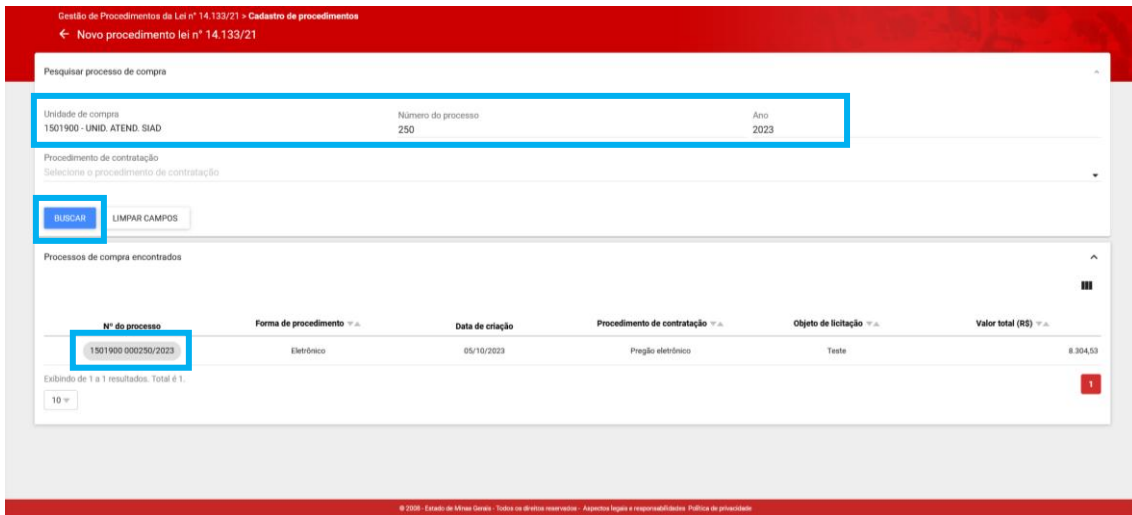 Gestão de Procedimentos da Lei n° 14.133/21 > Cadastro de procedimentos
Novo procedimento lei n° 14.133/21
Pesquisar processo de compra
Unidade de compra Número do processo Ano
1501900 - UNID. ATEND. SIAD 250 2023
Procedimento de contratação
Selecione o procedimento de contratação
BUSCAR LIMPAR CAMPOS
Processos de compra encontrados
Nº do processo Forma de procedimento Data de criação Procedimento de contratação Objeto de licitação Valor total (R$)
1501900 000250/2023 Eletrônico 05/10/2023 Pregão eletrônico Teste 8.304,53
Exibindo de 1 a 1 resultados. Total é 1.
1
10
© 2008 - Estado de Minas Gerais - Todos os direitos reservados - Aspectos legais e responsabilidades Política de privacidade